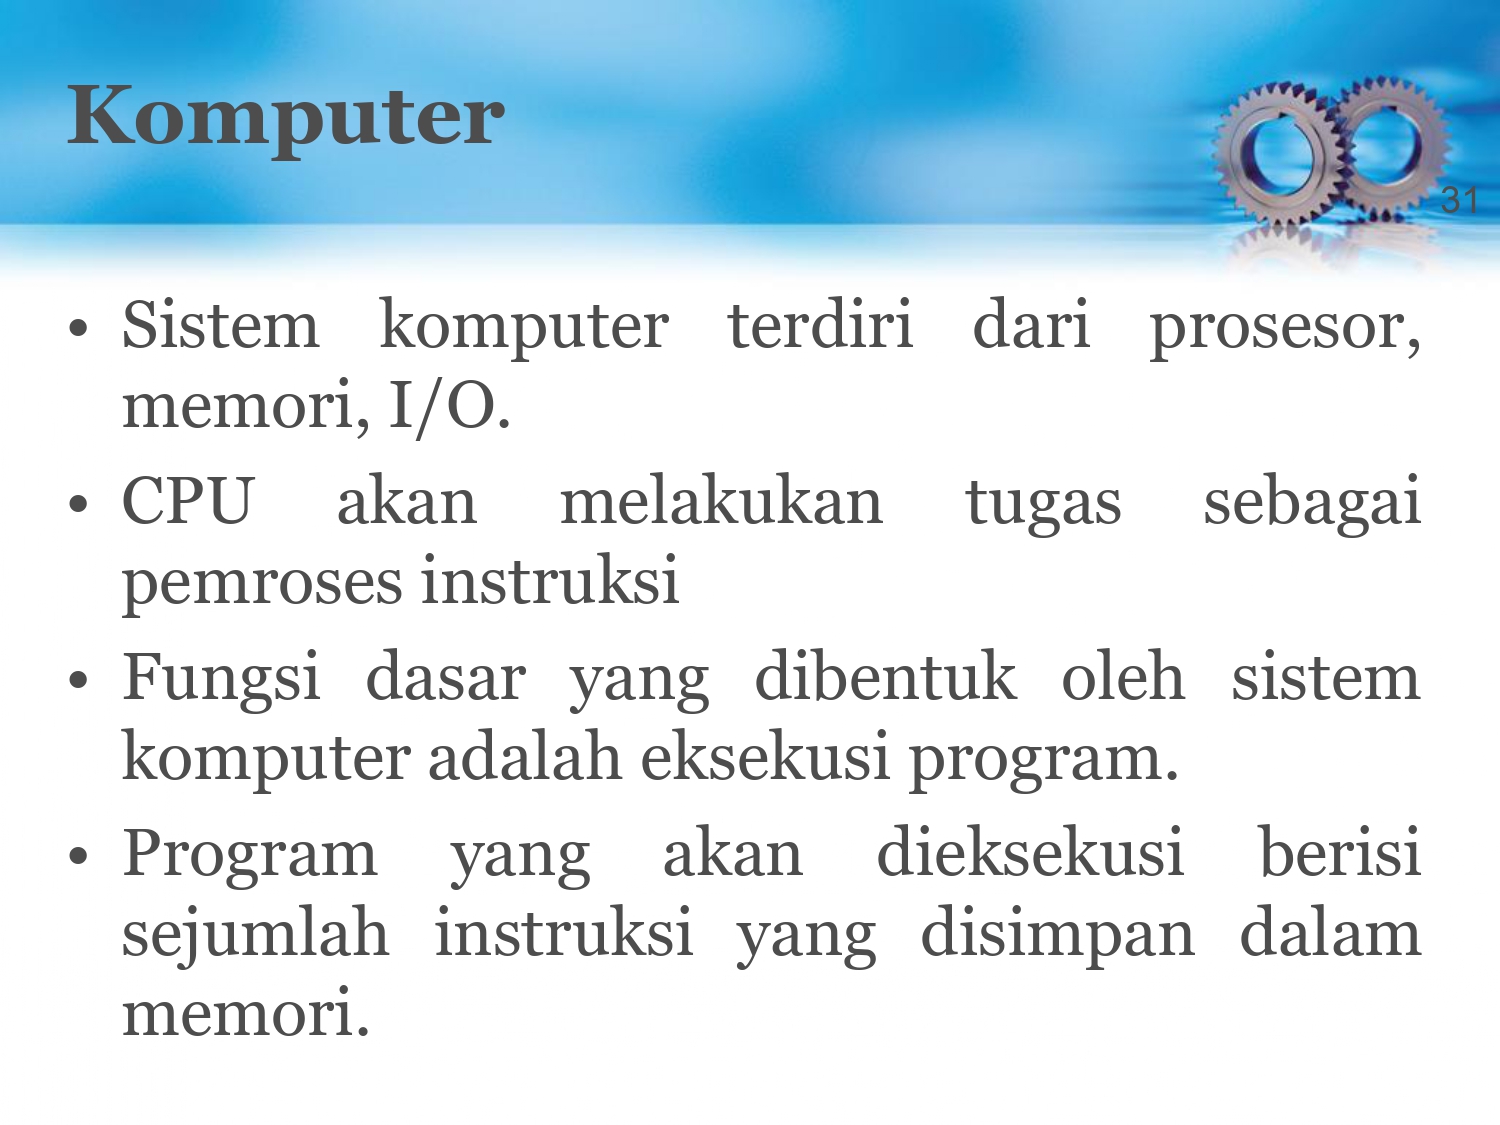 Komputer
31
• Sistem komputer terdiri dari prosesor,
memori, I/O.
• CPU akan melakukan tugas sebagai
pemroses instruksi
• Fungsi dasar yang dibentuk oleh sistem
komputer adalah eksekusi program.
• Program yang akan dieksekusi berisi
sejumlah instruksi yang disimpan dalam
memori.